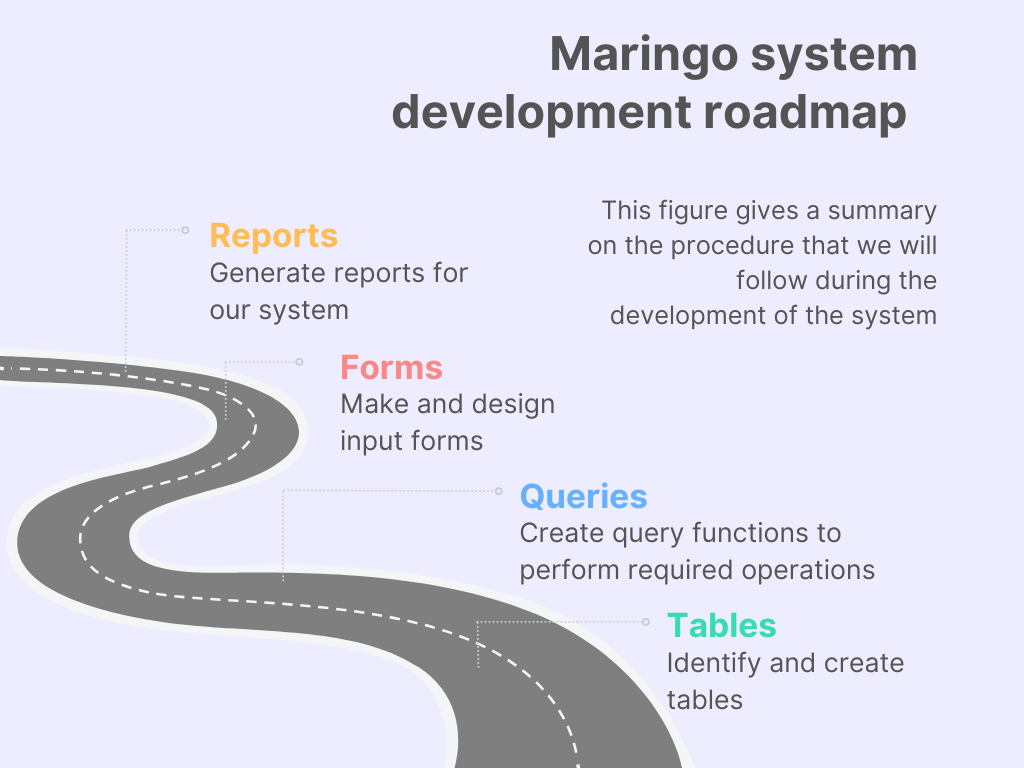 Maringo system
development roadmap
This figure gives a summary
on the procedure that we will
follow during the
development of the system
Reports
Generate reports for
our system
Forms
Make and design
input forms
Queries
Create query functions to
perform required operations
Tables
Identify and create
tables